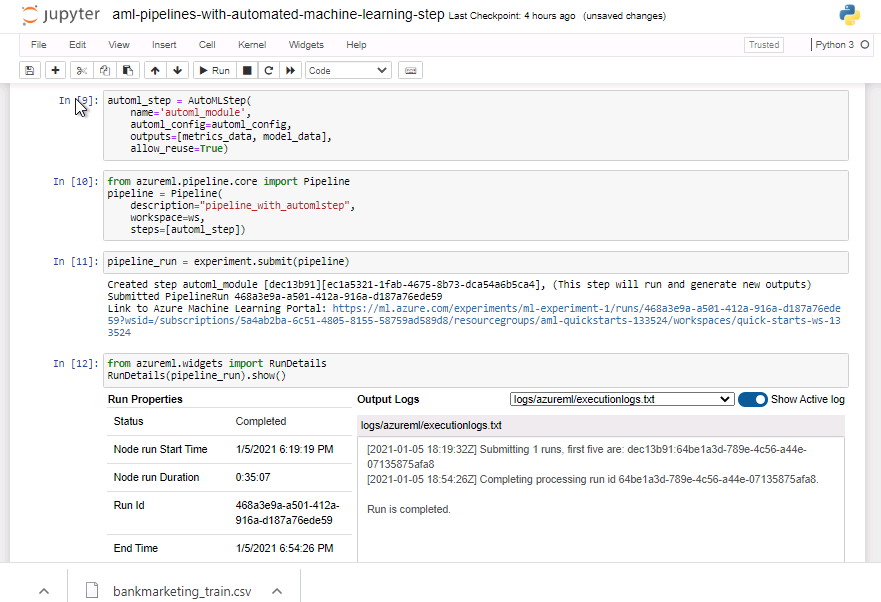 jupyter aml-pipelines-with-automated-machine-learning-step Last Checkpoint: 4 hours ago (unsaved changes)
File Edit View Insert Cell Kernel Widgets Help Trusted Python 3
Run Code
In [9]: automl_step = AutoMLStep(
name='automl_module',
automl_config=automl_config,
outputs=[metrics_data, model_data],
allow_reuse=True)
In [10]: from azureml.pipeline.core import Pipeline
pipeline = Pipeline(
description="pipeline_with_automlstep",
workspace=ws,
steps=[automl_step])
In [11]: pipeline_run = experiment.submit(pipeline)
Created step automl_module [dec13b91][ec1a5321-1fab-4675-8b73-dca54a6b5ca4], (This step will run and generate new outputs)
Submitted PipelineRun 468a3e9a-a501-412a-916a-d187a76ede59
Link to Azure Machine Learning Portal: https://ml.azure.com/experiments/ml-experiment-1/runs/468a3e9a-a501-412a-916a-d187a76ede
59?wsid=/subscriptions/5a4ab2ba-6c51-4805-8155-58759ad589d8/resourcegroups/aml-quickstarts-133524/workspaces/quick-starts-ws-13
3524
In [12]: from azureml.widgets import RunDetails
RunDetails(pipeline_run).show()
Run Properties
Status Completed
Node run Start Time 1/5/2021 6:19:19 PM
Node run Duration 0:35:07
Run Id 468a3e9a-a501-412a-
916a-d187a76ede59
End Time 1/5/2021 6:54:26 PM
Output Logs logs/azureml/executionlogs.txt Show Active log
logs/azureml/executionlogs.txt
[2021-01-05 18:19:32Z] Submitting 1 runs, first five are: dec13b91:64be1a3d-789e-4c56-a44e-
07135875afa8
[2021-01-05 18:54:26Z] Completing processing run id 64be1a3d-789e-4c56-a44e-07135875afa8.
Run is completed.
bankmarketing_train.csv